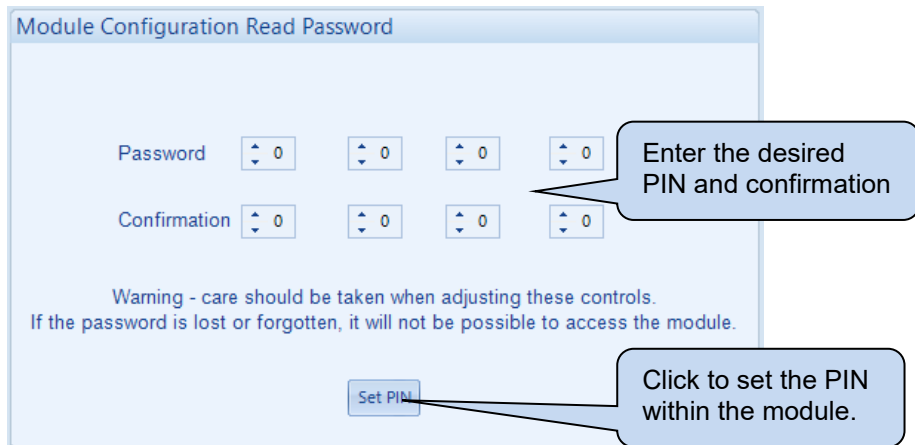 Module Configuration Read Password
Password 0 0 0 0
Enter the desired
PIN and confirmation
Confirmation 0 0 0 0
Warning - care should be taken when adjusting these controls.
If the password is lost or forgotten, it will not be possible to access the module.
Set PIN
Click to set the PIN
within the module.